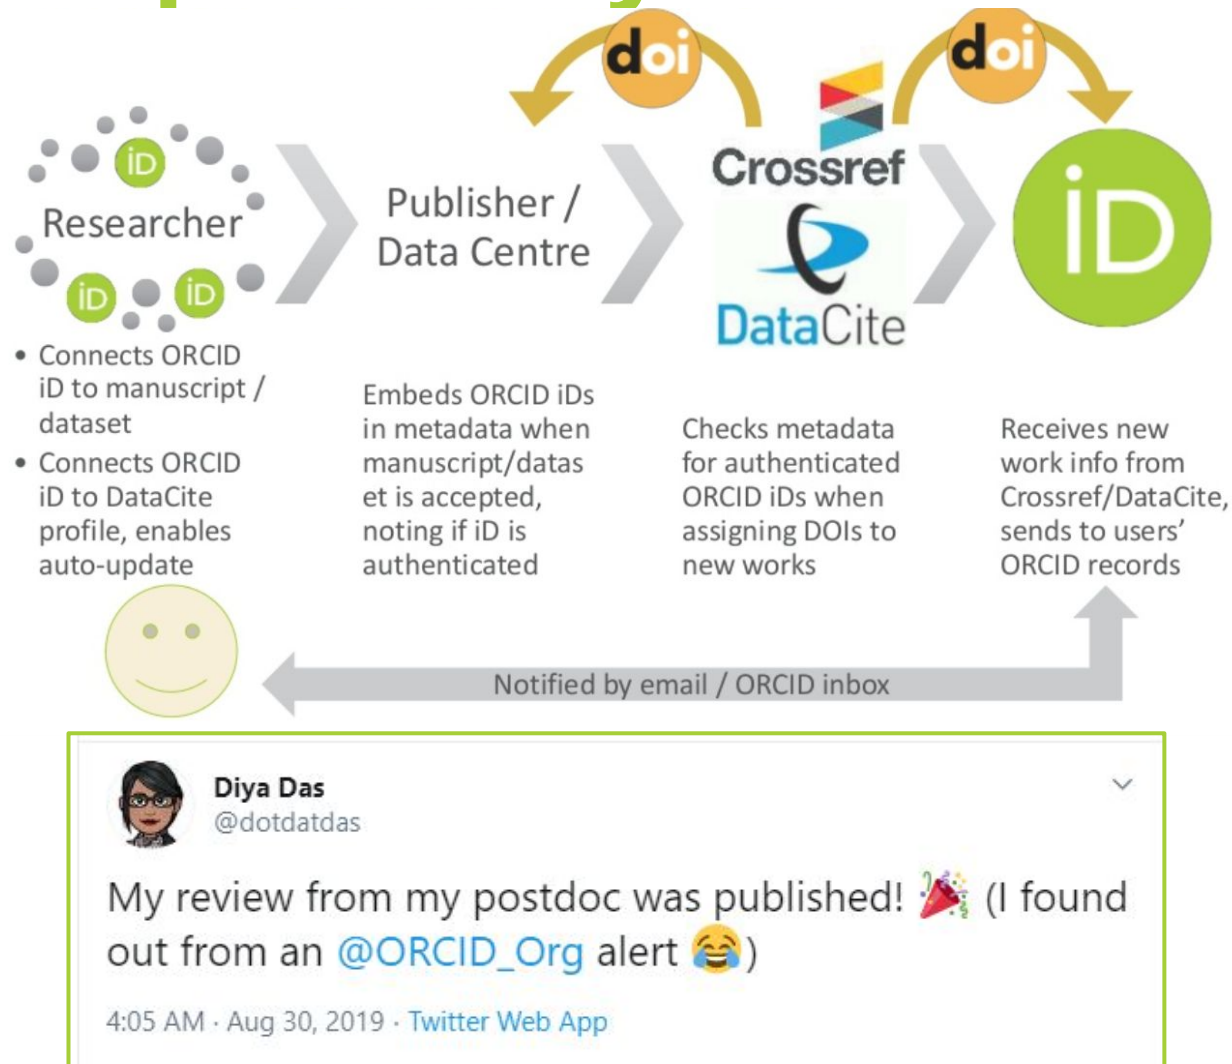 doi
doi
iD
Researcher
iD
iD
Publisher /
Data Centre
Crossref
DataCite
iD
• Connects ORCID
iD to manuscript /
dataset
• Connects ORCID
iD to DataCite
profile, enables
auto-update
Embeds ORCID iDs
in metadata when
manuscript/datas
et is accepted,
noting if iD is
authenticated
Checks metadata
for authenticated
ORCID iDs when
assigning DOIs to
new works
Receives new
work info from
Crossref/DataCite,
sends to users’
ORCID records
Notified by email / ORCID inbox
Diya Das
@dotdatdas
My review from my postdoc was published! 🎉 (I found
out from an @ORCID_Org alert 😂)
4:05 AM · Aug 30, 2019 · Twitter Web App